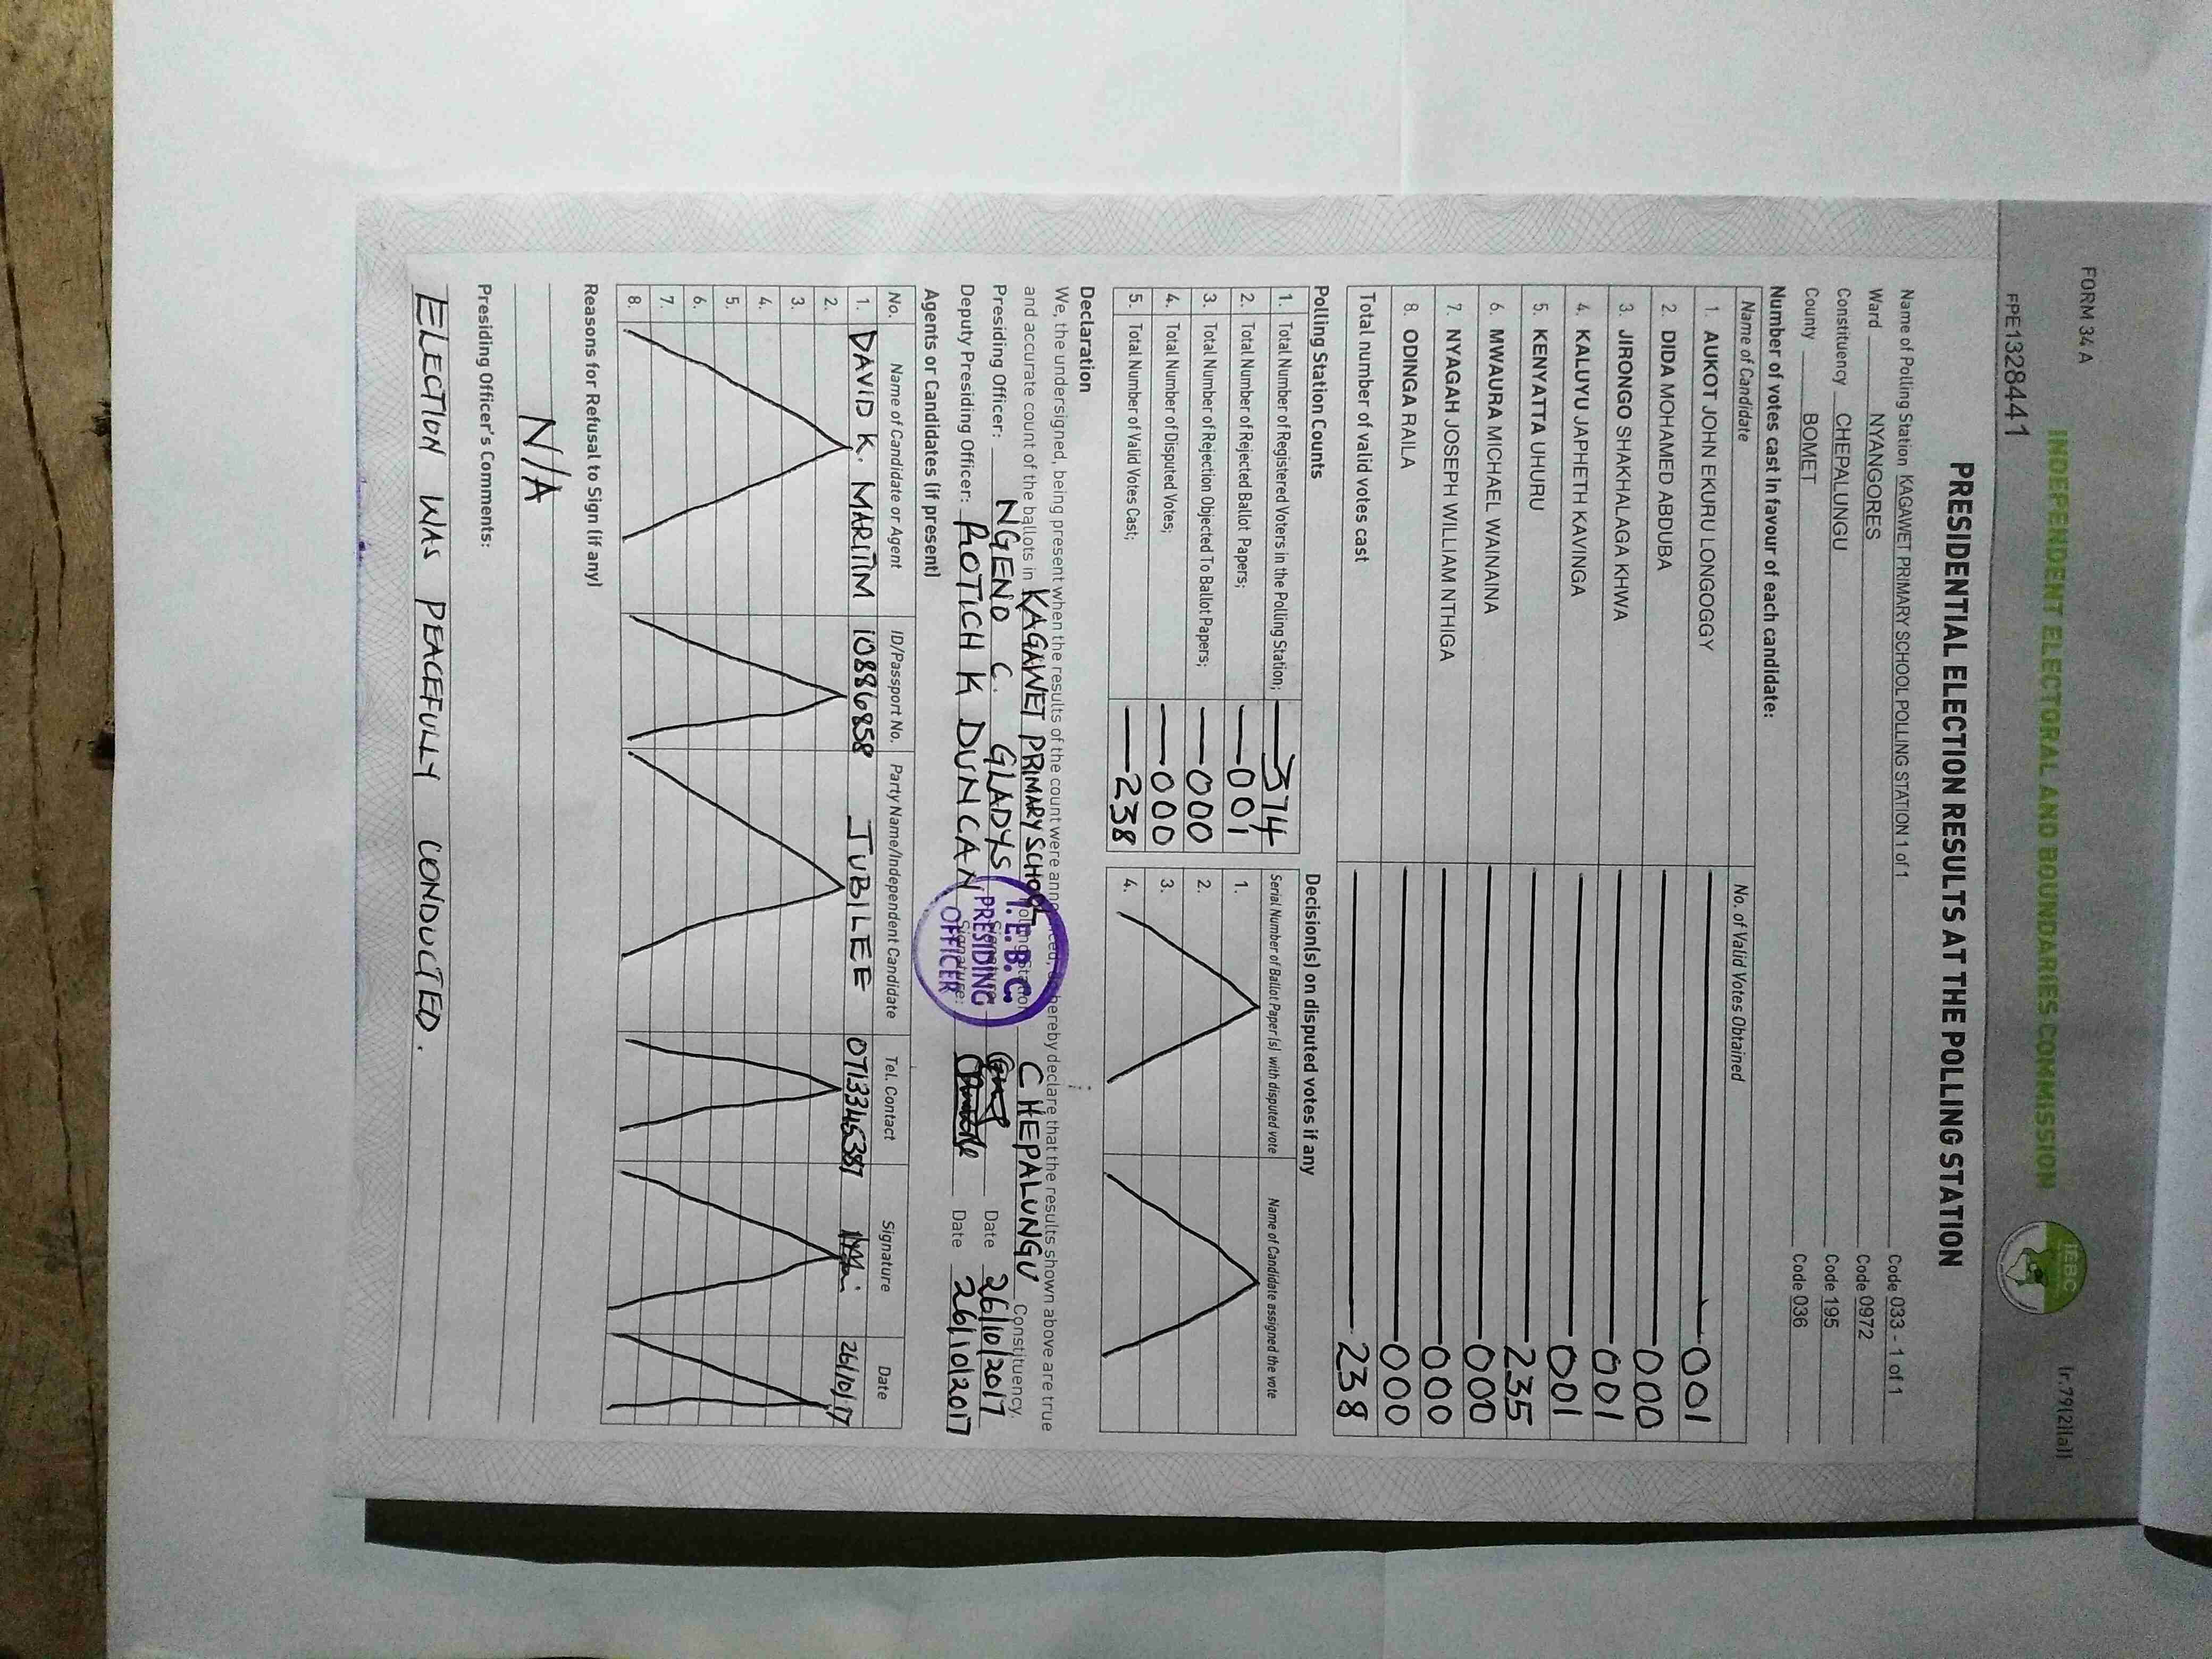 FORM 34 A
(r.79(2)(a))
INDEPENDENT ELECTORAL AND BOUNDARIES COMMISSION
IEBC
FPE1328441
PRESIDENTIAL ELECTION RESULTS AT THE POLLING STATION
Name of Polling Station KAGAWET PRIMARY SCHOOL POLLING STATION 1 of 1 Code 033 - 1 of 1
Ward NYANGORES Code 0972
Constituency CHEPALUNGU Code 195
County BOMET Code 036
Number of votes cast in favour of each candidate:
Name of Candidate No. of Valid Votes Obtained
1. AUKOT JOHN EKURU LONGOGGY 001
2. DIDA MOHAMED ABDUBA 000
3. JIRONGO SHAKHALAGA KHWA 001
4. KALUYU JAPHETH KAVINGA 001
5. KENYATTA UHURU 235
6. MWAURA MICHAEL WAINAINA 000
7. NYAGAH JOSEPH WILLIAM NTHIGA 000
8. ODINGA RAILA 000
Total number of valid votes cast 238
Polling Station Counts
1. Total Number of Registered Voters in the Polling Station; 374
2. Total Number of Rejected Ballot Papers; 001
3. Total Number of Rejection Objected To Ballot Papers; 000
4. Total Number of Disputed Votes; 000
5. Total Number of Valid Votes Cast; 238
Decision(s) on disputed votes if any
Serial Number of Ballot Paper(s) with disputed vote Name of Candidate assigned the vote
1.
2.
3.
4.
Declaration
We, the undersigned, being present when the results of the count were announced, do hereby declare that the results shown above are true
and accurate count of the ballots in KAGAWET PRIMARY SCHOOL Polling Station CHEPALUNGU Constituency.
Presiding Officer: NGENO C. GLADYS Signature: Date 26/10/2017
Deputy Presiding Officer: ROTICH K DUNCAN Signature: Date 26/10/2017
I.E.B.C.
PRESIDING
OFFICER
Agents or Candidates (if present)
No. Name of Candidate or Agent ID/Passport No. Party Name/Independent Candidate Tel. Contact Signature Date
1. DAVID K. MARITIM 10886858 JUBILEE 26/10/17
2.
3.
4.
5.
6.
7.
8.
Reasons for Refusal to Sign (if any)
N/A
Presiding Officer's Comments:
ELECTION WAS PEACEFULLY CONDUCTED.